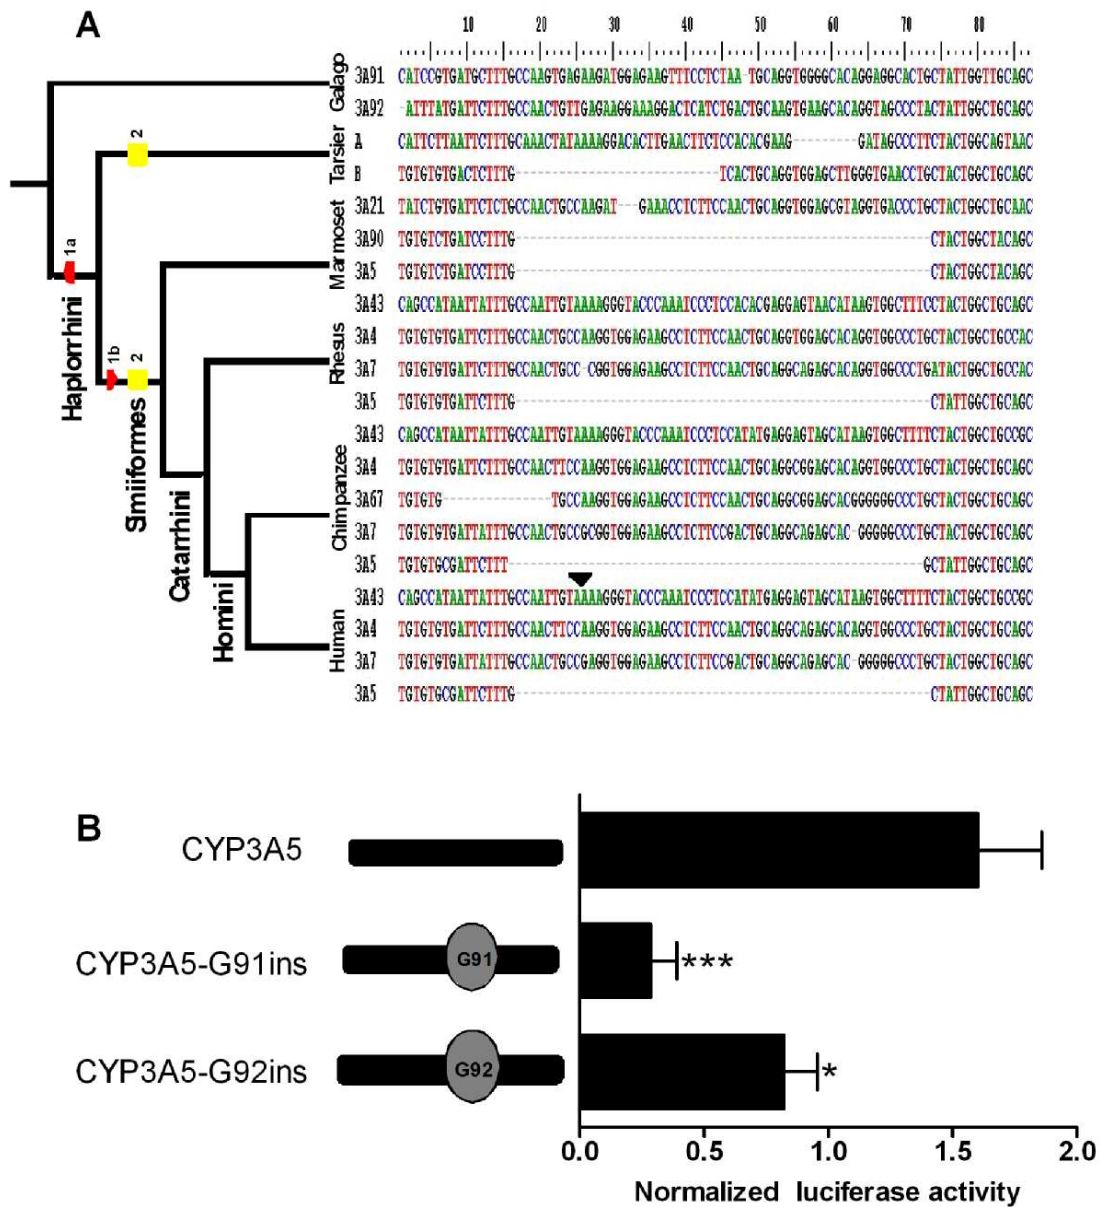 A
10 20 30 40 50 60 70 80
Galago
3A91 CATCCGTGATGCTTTGCCAAGTGAGAAGATGGAGAAGTTTCCTCTAA-TGCAGGTGGGGCACAGGAGGCACTGCTATTGGTTGCAGC
3A92 -ATTTATGATTCTTTGCCAACTGTTGAGAAGGAAAGGACTCATCTGACTGCAAGTGAAGCACAGGTAGCCCTACTATTGGCTGCAGC
Tarsier
A CATTCTTAATTCTTTGCAAACTATAAAAGGACACTTGAACTTCTCCACACGAAG---------GATAGCCCTTCTACTGGCAGTAAC
B TGTGTGTGACTCTTTG----------------------------TCACTGCAGGTGGAGCTTGGGTGAACCTGCTACTGGCTGCAGC
Marmoset
3A21 TATCTGTGATTCTCTGCCAACTGCCAAGAT---GAAACCTCTTCCAACTGCAGGTGGAGCGTAGGTGACCCTGCTACTGGCTGCAAC
3A90 TGTGTCTGATCCTTTG---------------------------------------------------------CTACTGGCTACAGC
3A5 TGTGTCTGATCCTTTG---------------------------------------------------------CTACTGGCTACAGC
3A43 CAGCCATAATTATTTGCCAATTGTAAAAGGGTACCCAAATCCCTCCACACGAGGAGTAACATAAGTGGCTTTCCTACTGGCTGCAGC
Rhesus
3A4 TGTGTGTGATTCTTTGCCAACTGCCAAGGTGGAGAAGCCTCTTCCAACTGCAGGTGGAGCACAGGTGGCCCTGCTACTGGCTGCCAC
3A7 TGTGTGTGATTCTTTGCCAACTGCC-CGGTGGAGAAGCCTCTTCCAACTGCAGGCAGAGCACAGGTGGCCCTGATACTGGCTGCCAC
3A5 TGTGTGTGATTCTTTG---------------------------------------------------------CTATTGGCTGCAGC
3A43 CAGCCATAATTATTTGCCAATTGTAAAAGGGTACCCAAATCCCTCCATATGAGGAGTAGCATAAGTGGCTTTTCTACTGGCTGCCGC
Chimpanzee
3A4 TGTGTGTGATTCTTTGCCAACTTCCAAGGTGGAGAAGCCTCTTCCAACTGCAGGCGGAGCACAGGTGGCCCTGCTACTGGCTGCAGC
3A67 TGTGTG---------------TGCCAAGGTGGAGAAGCCTCTTCCAACTGCAGGCGGAGCACGGGGGGCCCTGCTACTGGCTGCAGC
3A7 TGTGTGTGATTATTTGCCAACTGCCGCGGTGGAGAAGCCTCTTCCGACTGCAGGCAGAGCAC-GGGGGCCCTGCTACTGGCTGCAGC
3A5 TGTGTGCGATTCTTT---------------------------------------------------------GCTATTGGCTGCAGC
3A43 CAGCCATAATTATTTGCCAATTGTAAAAGGGTACCCAAATCCCTCCATATGAGGAGTAGCATAAGTGGCTTTTCTACTGGCTGCCGC
Human
3A4 TGTGTGTGATTCTTTGCCAACTTCCAAGGTGGAGAAGCCTCTTCCAACTGCAGGCAGAGCACAGGTGGCCCTGCTACTGGCTGCAGC
3A7 TGTGTGTGATTATTTGCCAACTGCCGAGGTGGAGAAGCCTCTTCCGACTGCAGGCAGAGCAC-GGGGGCCCTGCTACTGGCTGCAGC
3A5 TGTGTGCGATTCTTTG---------------------------------------------------------CTATTGGCTGCAGC
2
1a
Haplorrhini
1b
2
Smiiformes
Catarrhini
Homini
B
CYP3A5
CYP3A5-G91ins
G91
***
CYP3A5-G92ins
G92
*
0.0 0.5 1.0 1.5 2.0
Normalized luciferase activity